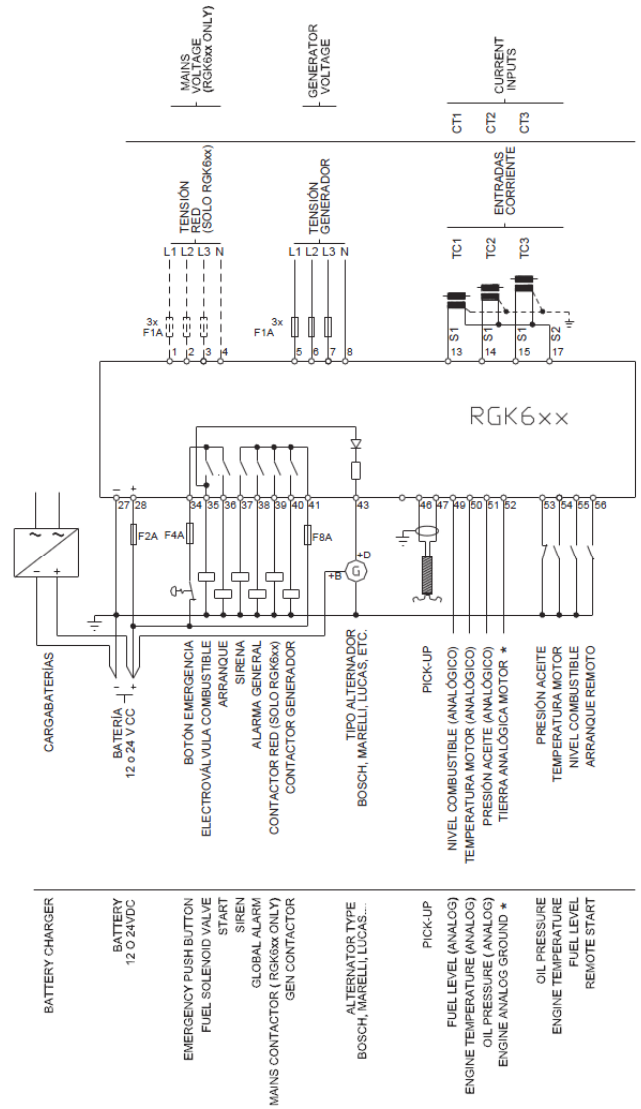 MAINS
VOLTAGE
(RGK6xx ONLY)
GENERATOR
VOLTAGE
CURRENT
INPUTS
CT1
CT2
CT3
TENSIÓN
RED
(SOLO RGK6xx)
TENSIÓN
GENERADOR
ENTRADAS
CORRIENTE
L1 L2 L3 N
L1 L2 L3 N
TC1
TC2
TC3
3x
F1A
3x
F1A
S1
S1
S1
S2
1 2 3 4
5 6 7 8
13 14 15 17
RGK6xx
– +
27 28 34 35 36 37 38 39 40 41 43 46 47 49 50 51 52 53 54 55 56
F2A
F4A
F8A
~ ~
– +
+D
+B
G
– +
CARGABATERÍAS
BATERÍA
12 o 24 V CC
BOTÓN EMERGENCIA
ELECTROVÁLVULA COMBUSTIBLE
ARRANQUE
SIRENA
ALARMA GENERAL
CONTACTOR RED (SOLO RGK6xx)
CONTACTOR GENERADOR
TIPO ALTERNADOR
BOSCH, MARELLI, LUCAS, ETC.
PICK-UP
NIVEL COMBUSTIBLE (ANALÓGICO)
TEMPERATURA MOTOR (ANALÓGICO)
PRESIÓN ACEITE (ANALÓGICO)
TIERRA ANALÓGICA MOTOR *
PRESIÓN ACEITE
TEMPERATURA MOTOR
NIVEL COMBUSTIBLE
ARRANQUE REMOTO
BATTERY CHARGER
BATTERY
12 O 24VDC
EMERGENCY PUSH BUTTON
FUEL SOLENOID VALVE
START
SIREN
GLOBAL ALARM
MAINS CONTACTOR ( RGK6xx ONLY)
GEN CONTACTOR
ALTERNATOR TYPE
BOSCH, MARELLI, LUCAS...
PICK-UP
FUEL LEVEL (ANALOG)
ENGINE TEMPERATURE (ANALOG)
OIL PRESSURE ( ANALOG)
ENGINE ANALOG GROUND *
OIL PRESSURE
ENGINE TEMPERATURE
FUEL LEVEL
REMOTE START